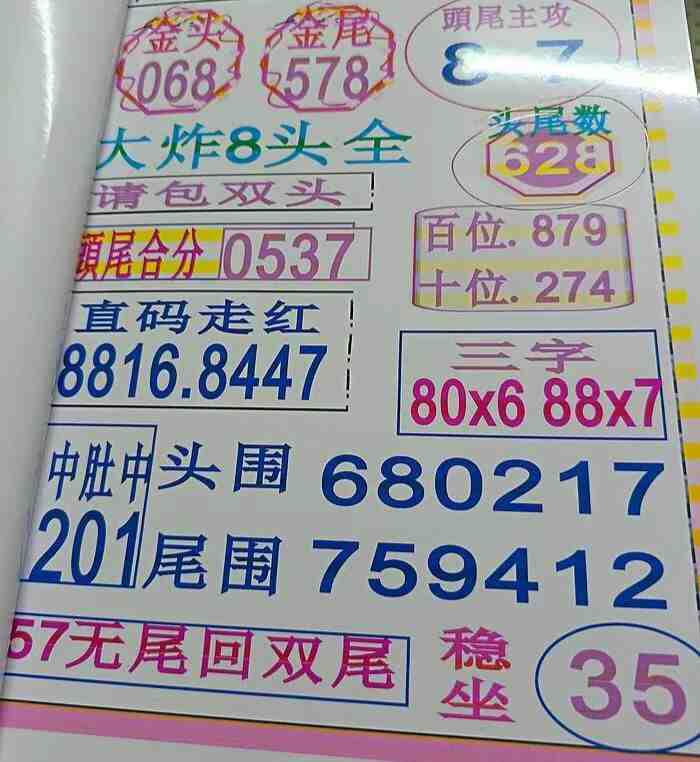 金头
068
金尾
578
頭尾主攻
8 7
大炸8头全
头尾数
628
请包双头
頭尾合分 0537
百位.879
十位.274
直码走红
8816.8447
三字
80x6 88x7
中肚中
201
头围 680217
尾围 759412
57无尾回双尾
稳坐 35